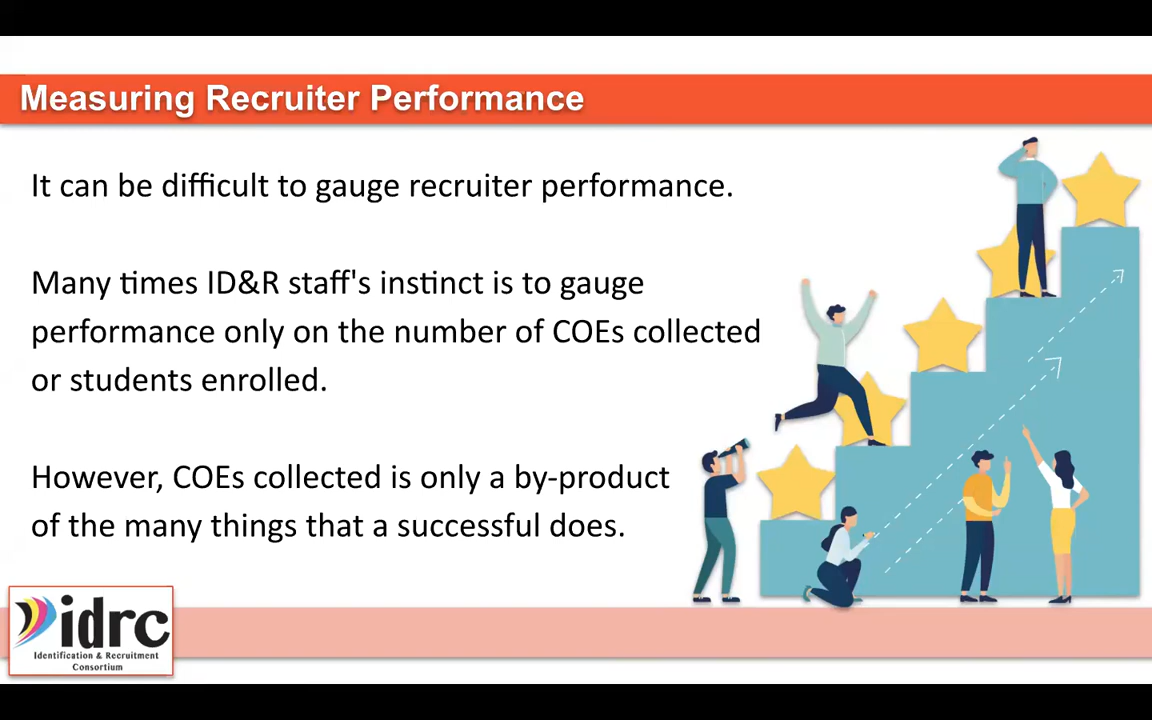 Measuring Recruiter Performance
It can be difficult to gauge recruiter performance.
Many times ID&R staff's instinct is to gauge
performance only on the number of COEs collected
or students enrolled.
However, COEs collected is only a by-product
of the many things that a successful does.
idrc
Identification & Recruitment
Consortium